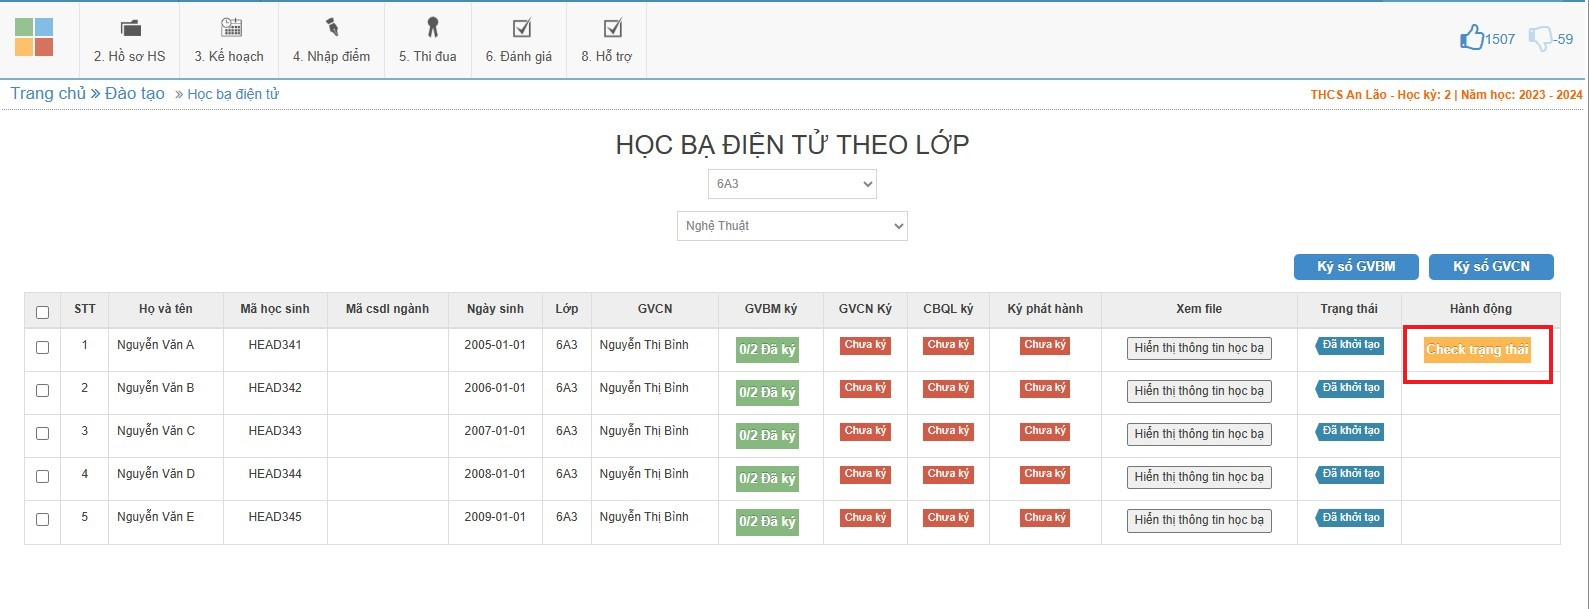 2. Hồ sơ HS 3. Kế hoạch 4. Nhập điểm 5. Thi đua 6. Đánh giá 8. Hỗ trợ 1507 -59
Trang chủ » Đào tạo » Học bạ điện tử THCS An Lão - Học kỳ: 2 | Năm học: 2023 - 2024
HỌC BẠ ĐIỆN TỬ THEO LỚP
6A3
Nghệ Thuật
Ký số GVBM Ký số GVCN
STT Họ và tên Mã học sinh Mã csdl ngành Ngày sinh Lớp GVCN GVBM ký GVCN Ký CBQL ký Ký phát hành Xem file Trạng thái Hành động
1 Nguyễn Văn A HEAD341 2005-01-01 6A3 Nguyễn Thị Bình 0/2 Đã ký Chưa ký Chưa ký Chưa ký Hiển thị thông tin học bạ Đã khởi tạo Check trạng thái
2 Nguyễn Văn B HEAD342 2006-01-01 6A3 Nguyễn Thị Bình 0/2 Đã ký Chưa ký Chưa ký Chưa ký Hiển thị thông tin học bạ Đã khởi tạo
3 Nguyễn Văn C HEAD343 2007-01-01 6A3 Nguyễn Thị Bình 0/2 Đã ký Chưa ký Chưa ký Chưa ký Hiển thị thông tin học bạ Đã khởi tạo
4 Nguyễn Văn D HEAD344 2008-01-01 6A3 Nguyễn Thị Bình 0/2 Đã ký Chưa ký Chưa ký Chưa ký Hiển thị thông tin học bạ Đã khởi tạo
5 Nguyễn Văn E HEAD345 2009-01-01 6A3 Nguyễn Thị Bình 0/2 Đã ký Chưa ký Chưa ký Chưa ký Hiển thị thông tin học bạ Đã khởi tạo